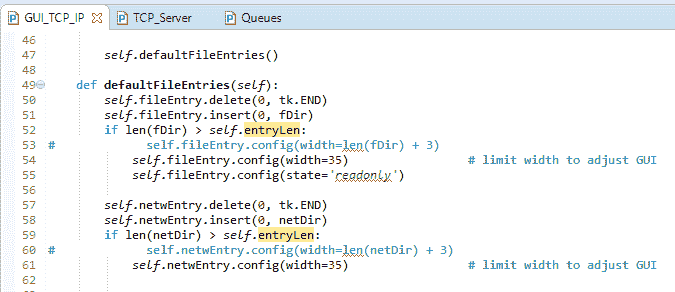 GUI_TCP_IP TCP_Server Queues
46
47 self.defaultFileEntries()
48
49 def defaultFileEntries(self):
50 self.fileEntry.delete(0, tk.END)
51 self.fileEntry.insert(0, fDir)
52 if len(fDir) > self.entryLen:
53 # self.fileEntry.config(width=len(fDir) + 3)
54 self.fileEntry.config(width=35) # limit width to adjust GUI
55 self.fileEntry.config(state='readonly')
56
57 self.netwEntry.delete(0, tk.END)
58 self.netwEntry.insert(0, netDir)
59 if len(netDir) > self.entryLen:
60 # self.netwEntry.config(width=len(netDir) + 3)
61 self.netwEntry.config(width=35) # limit width to adjust GUI
62